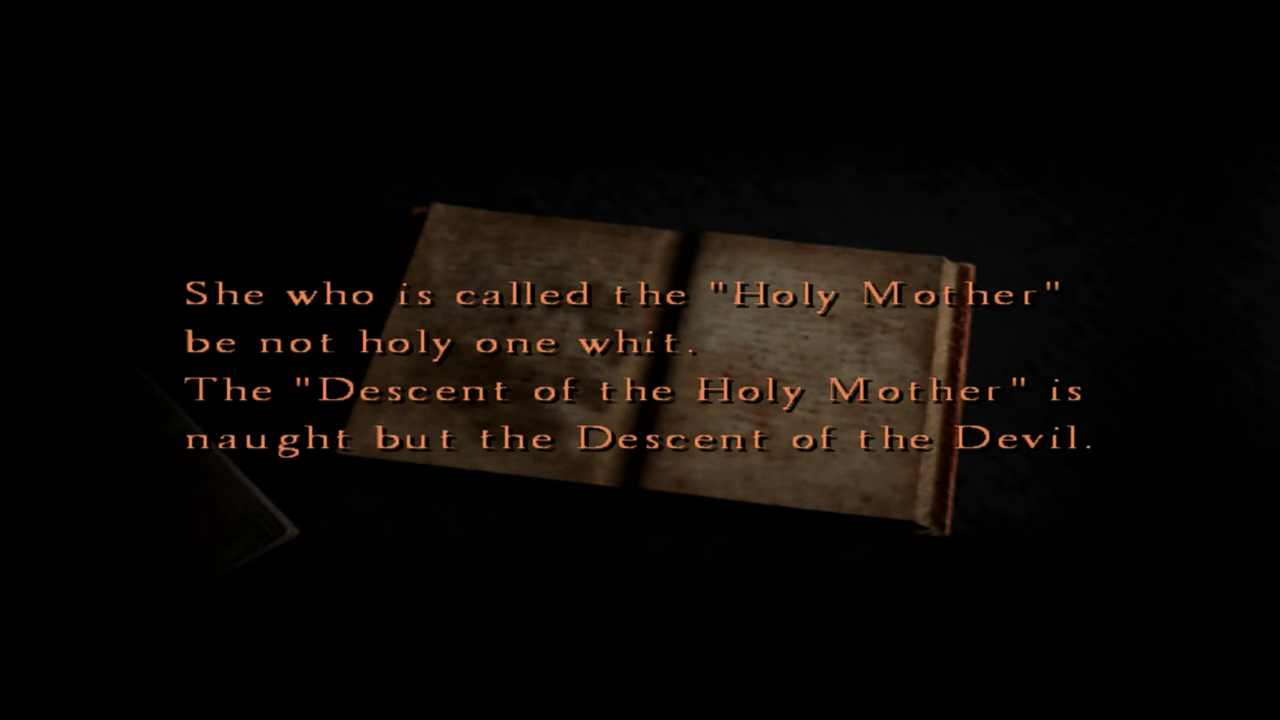 She who is called the "Holy Mother"
be not holy one whit.
The "Descent of the Holy Mother" is
naught but the Descent of the Devil.